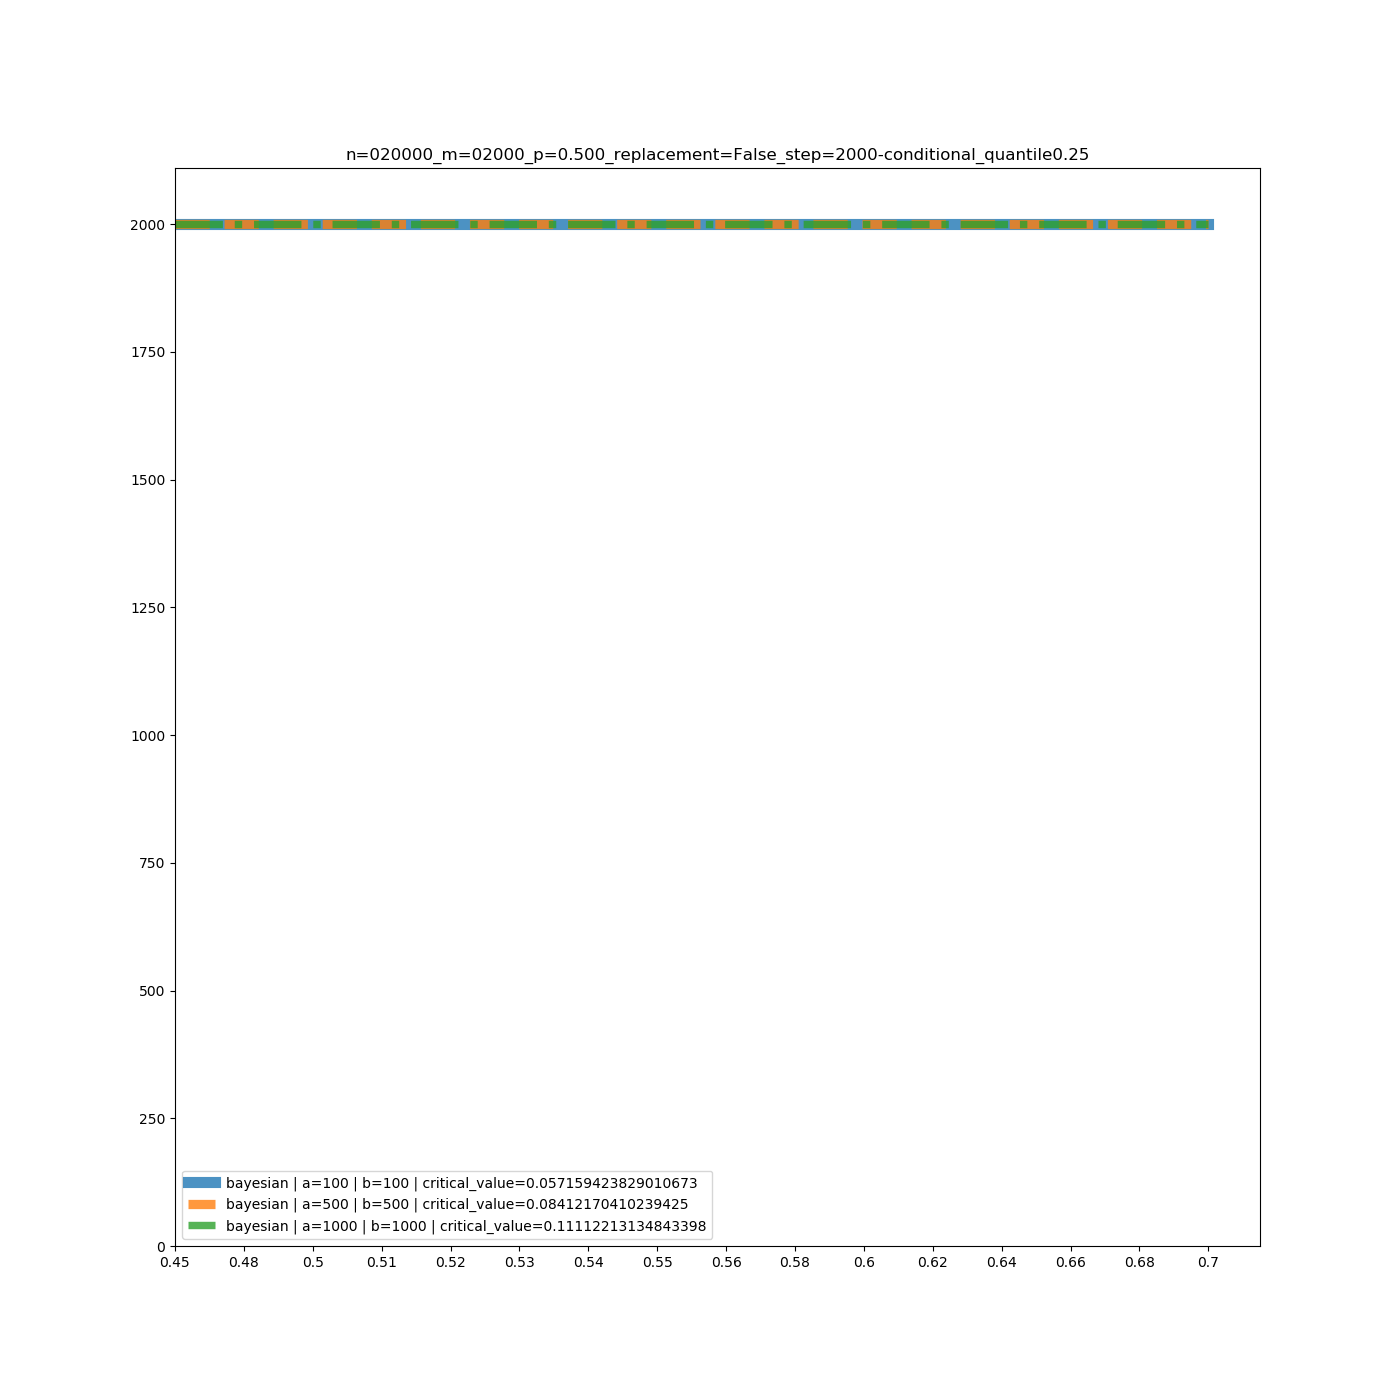 n=020000_m=02000_p=0.500_replacement=False_step=2000-conditional_quantile0.25
2000
1750
1500
1250
1000
750
500
250
0
bayesian | a=100 | b=100 | critical_value=0.057159423829010673
bayesian | a=500 | b=500 | critical_value=0.08412170410239425
bayesian | a=1000 | b=1000 | critical_value=0.11112213134843398
0.45 0.48 0.5 0.51 0.52 0.53 0.54 0.55 0.56 0.58 0.6 0.62 0.64 0.66 0.68 0.7